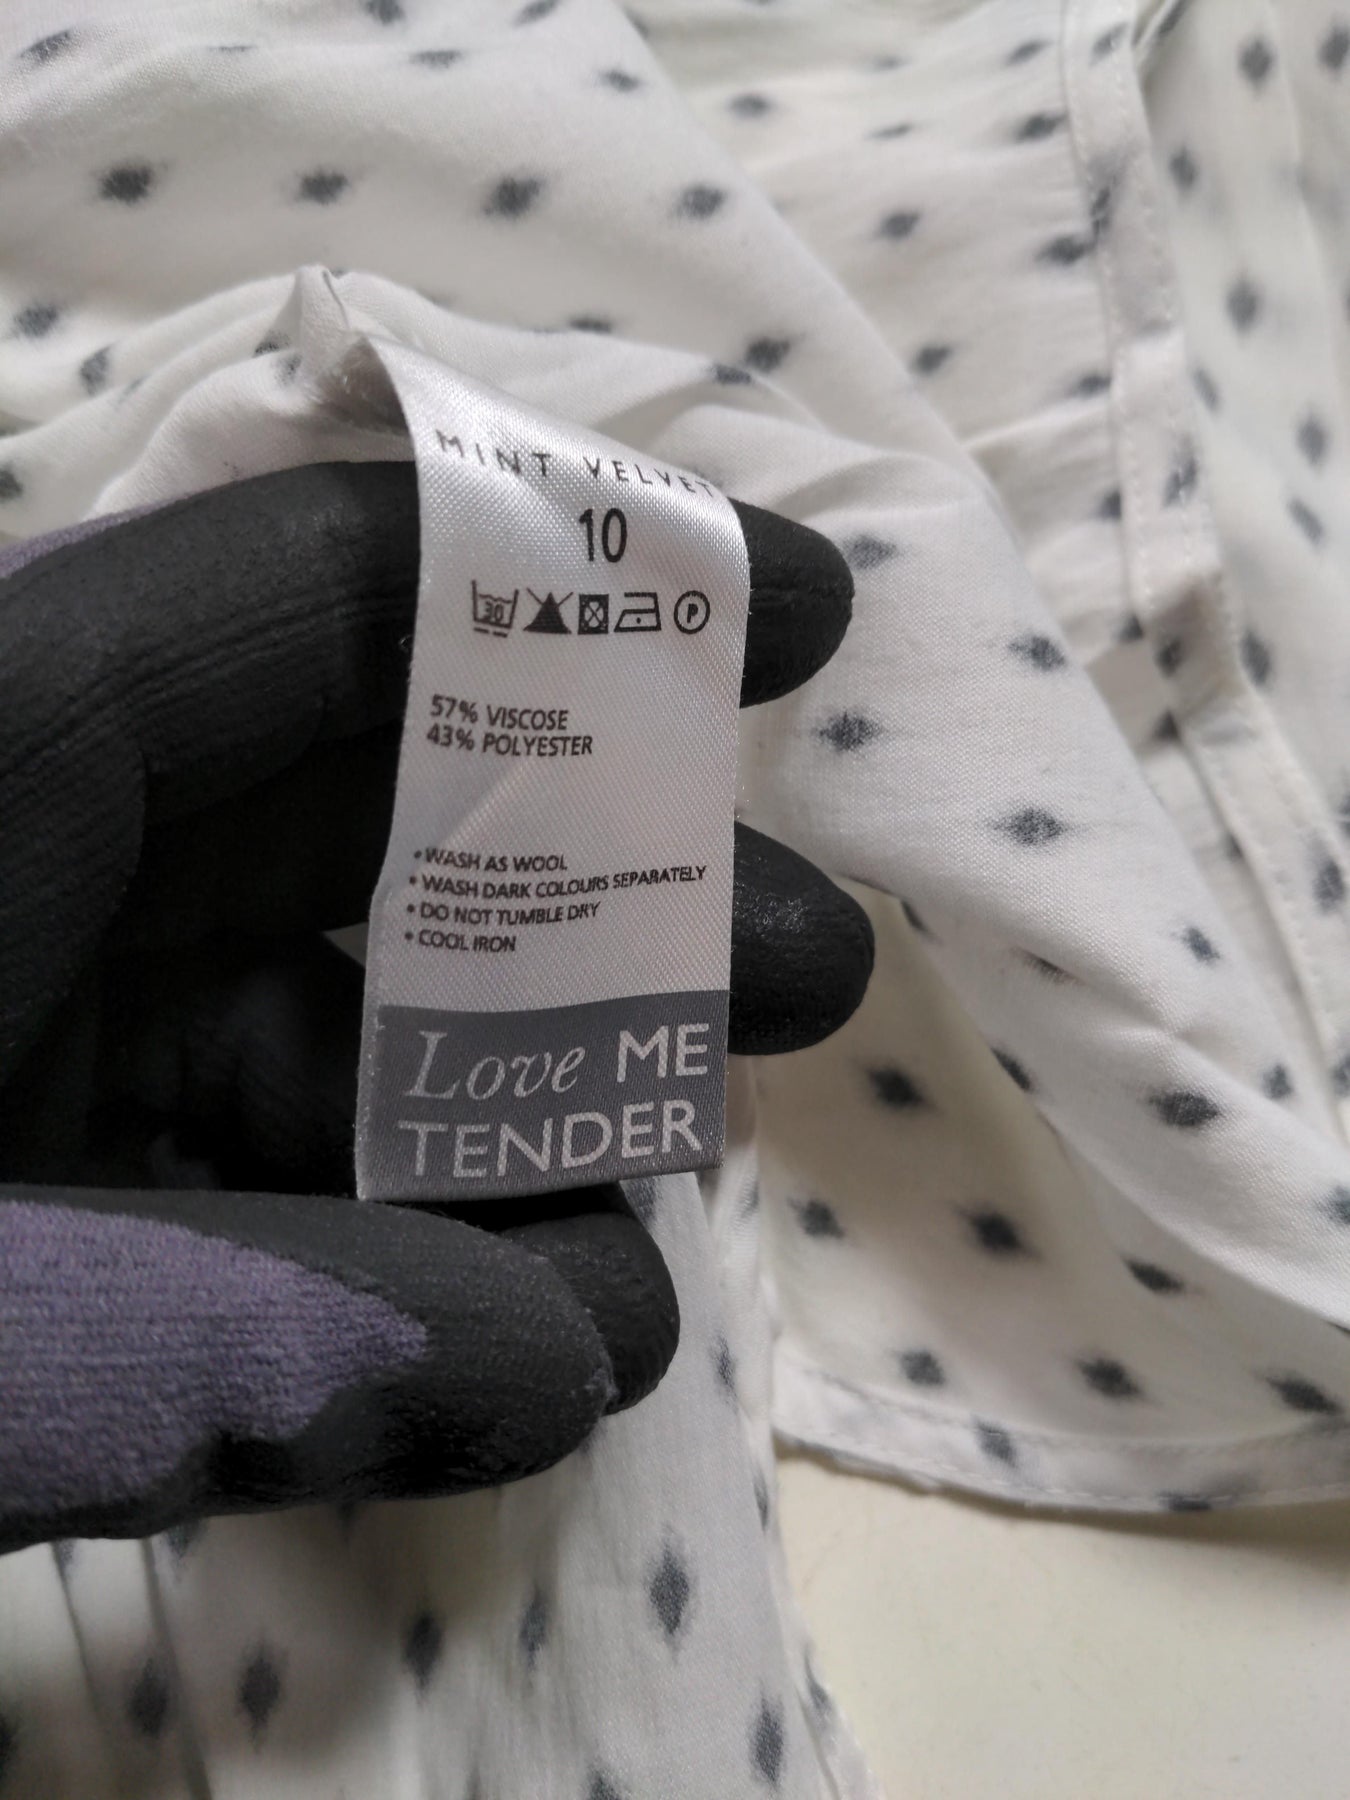 MINT VELVET
10
30 P
57% VISCOSE
43% POLYESTER
• WASH AS WOOL
• WASH DARK COLOURS SEPARATELY
• DO NOT TUMBLE DRY
• COOL IRON
Love ME
TENDER